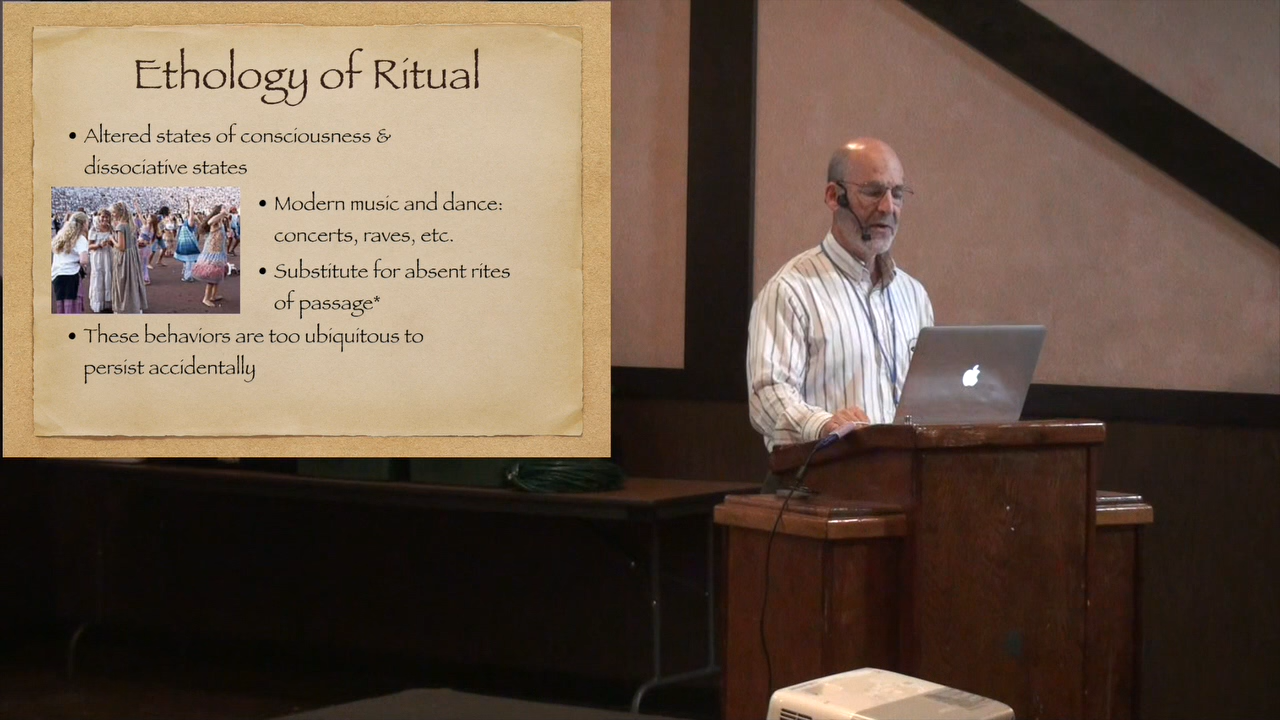 Ethology of Ritual
• Altered states of consciousness &
dissociative states
• Modern music and dance:
concerts, raves, etc.
• Substitute for absent rites
of passage*
• These behaviors are too ubiquitous to
persist accidentally